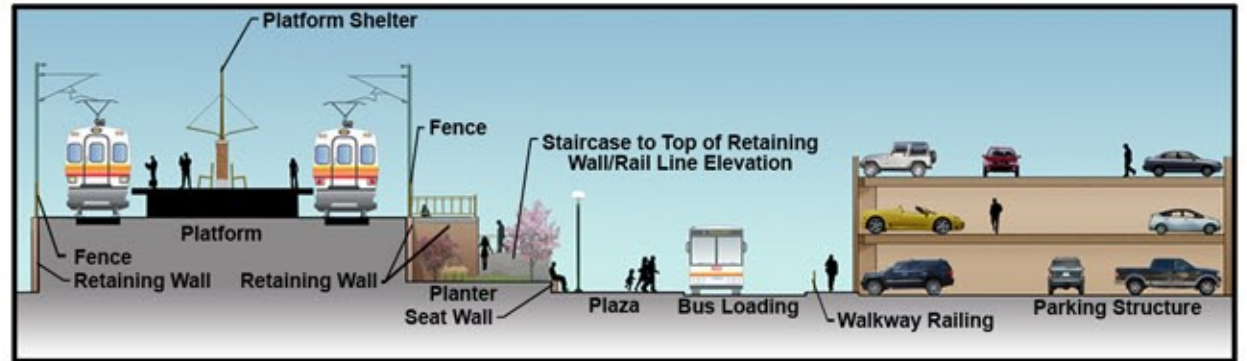 Platform Shelter
Fence
Staircase to Top of Retaining
Wall/Rail Line Elevation
Platform
Fence
Retaining Wall
Retaining Wall
Planter
Seat Wall
Plaza
Bus Loading
Walkway Railing
Parking Structure